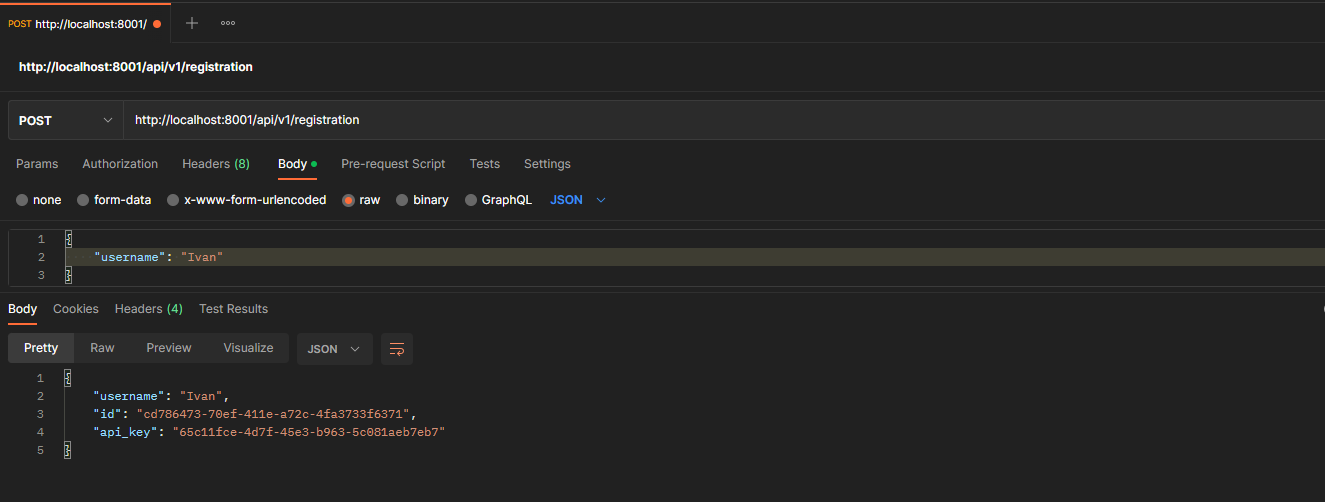 POST http://localhost:8001/
http://localhost:8001/api/v1/registration
POST http://localhost:8001/api/v1/registration
Params Authorization Headers (8) Body Pre-request Script Tests Settings
none form-data x-www-form-urlencoded raw binary GraphQL JSON
1 {
2 "username": "Ivan"
3 }
Body Cookies Headers (4) Test Results
Pretty Raw Preview Visualize JSON
1 {
2 "username": "Ivan",
3 "id": "cd786473-70ef-411e-a72c-4fa3733f6371",
4 "api_key": "65c11fce-4d7f-45e3-b963-5c081aeb7eb7"
5 }